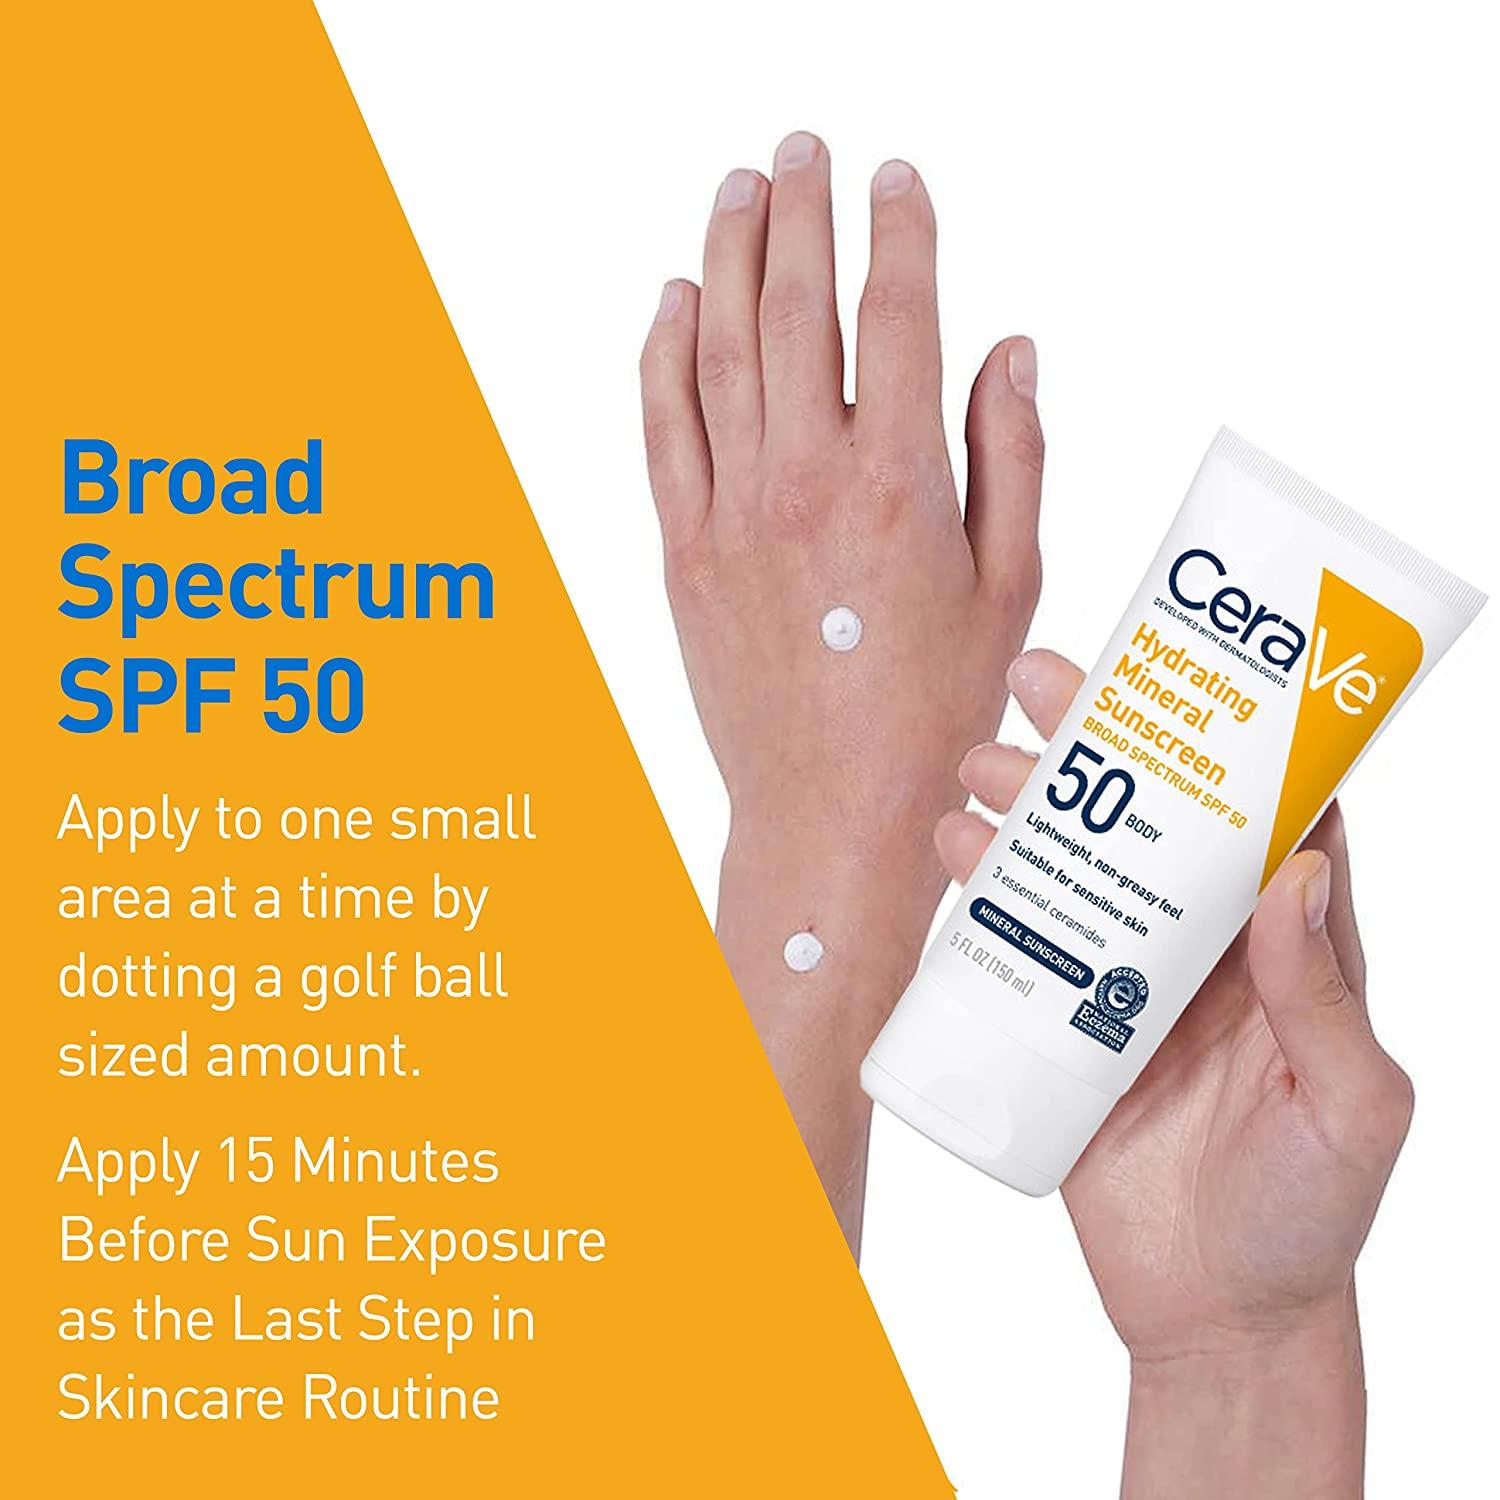 Broad
Spectrum
SPF 50
Apply to one small
area at a time by
dotting a golf ball
sized amount.
Apply 15 Minutes
Before Sun Exposure
as the Last Step in
Skincare Routine
CeraVe®
DEVELOPED WITH DERMATOLOGISTS
Hydrating
Mineral
Sunscreen
BROAD SPECTRUM SPF 50
50 BODY
Lightweight, non-greasy feel
Suitable for sensitive skin
3 essential ceramides
MINERAL SUNSCREEN
5 FL OZ (150 ml)
ACCEPTED
NATIONAL
Eczema
ASSOCIATION